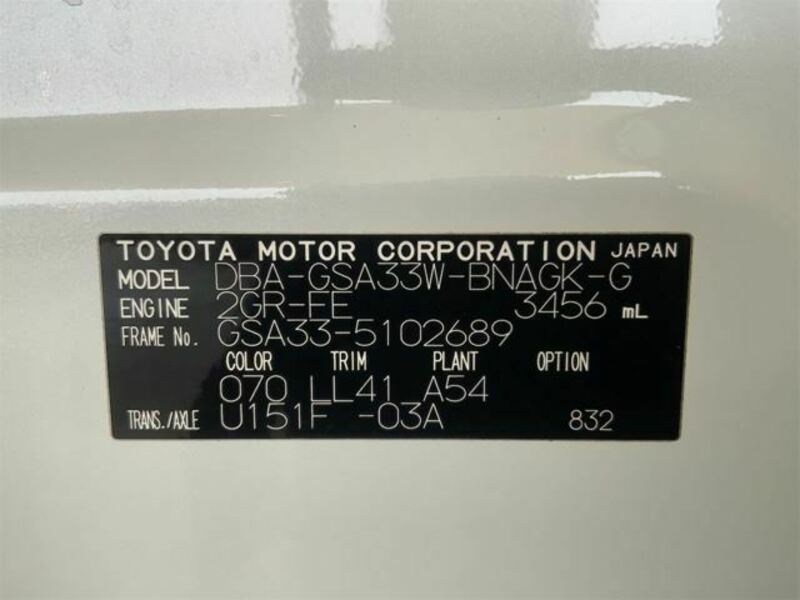 TOYOTA MOTOR CORPORATION JAPAN
MODEL DBA-GSA33W-BNAGK-G
ENGINE 2GR-FE 3456 mL
FRAME No. GSA33-5102689
COLOR TRIM PLANT OPTION
070 LL41 A54
TRANS./AXLE U151F -03A 832